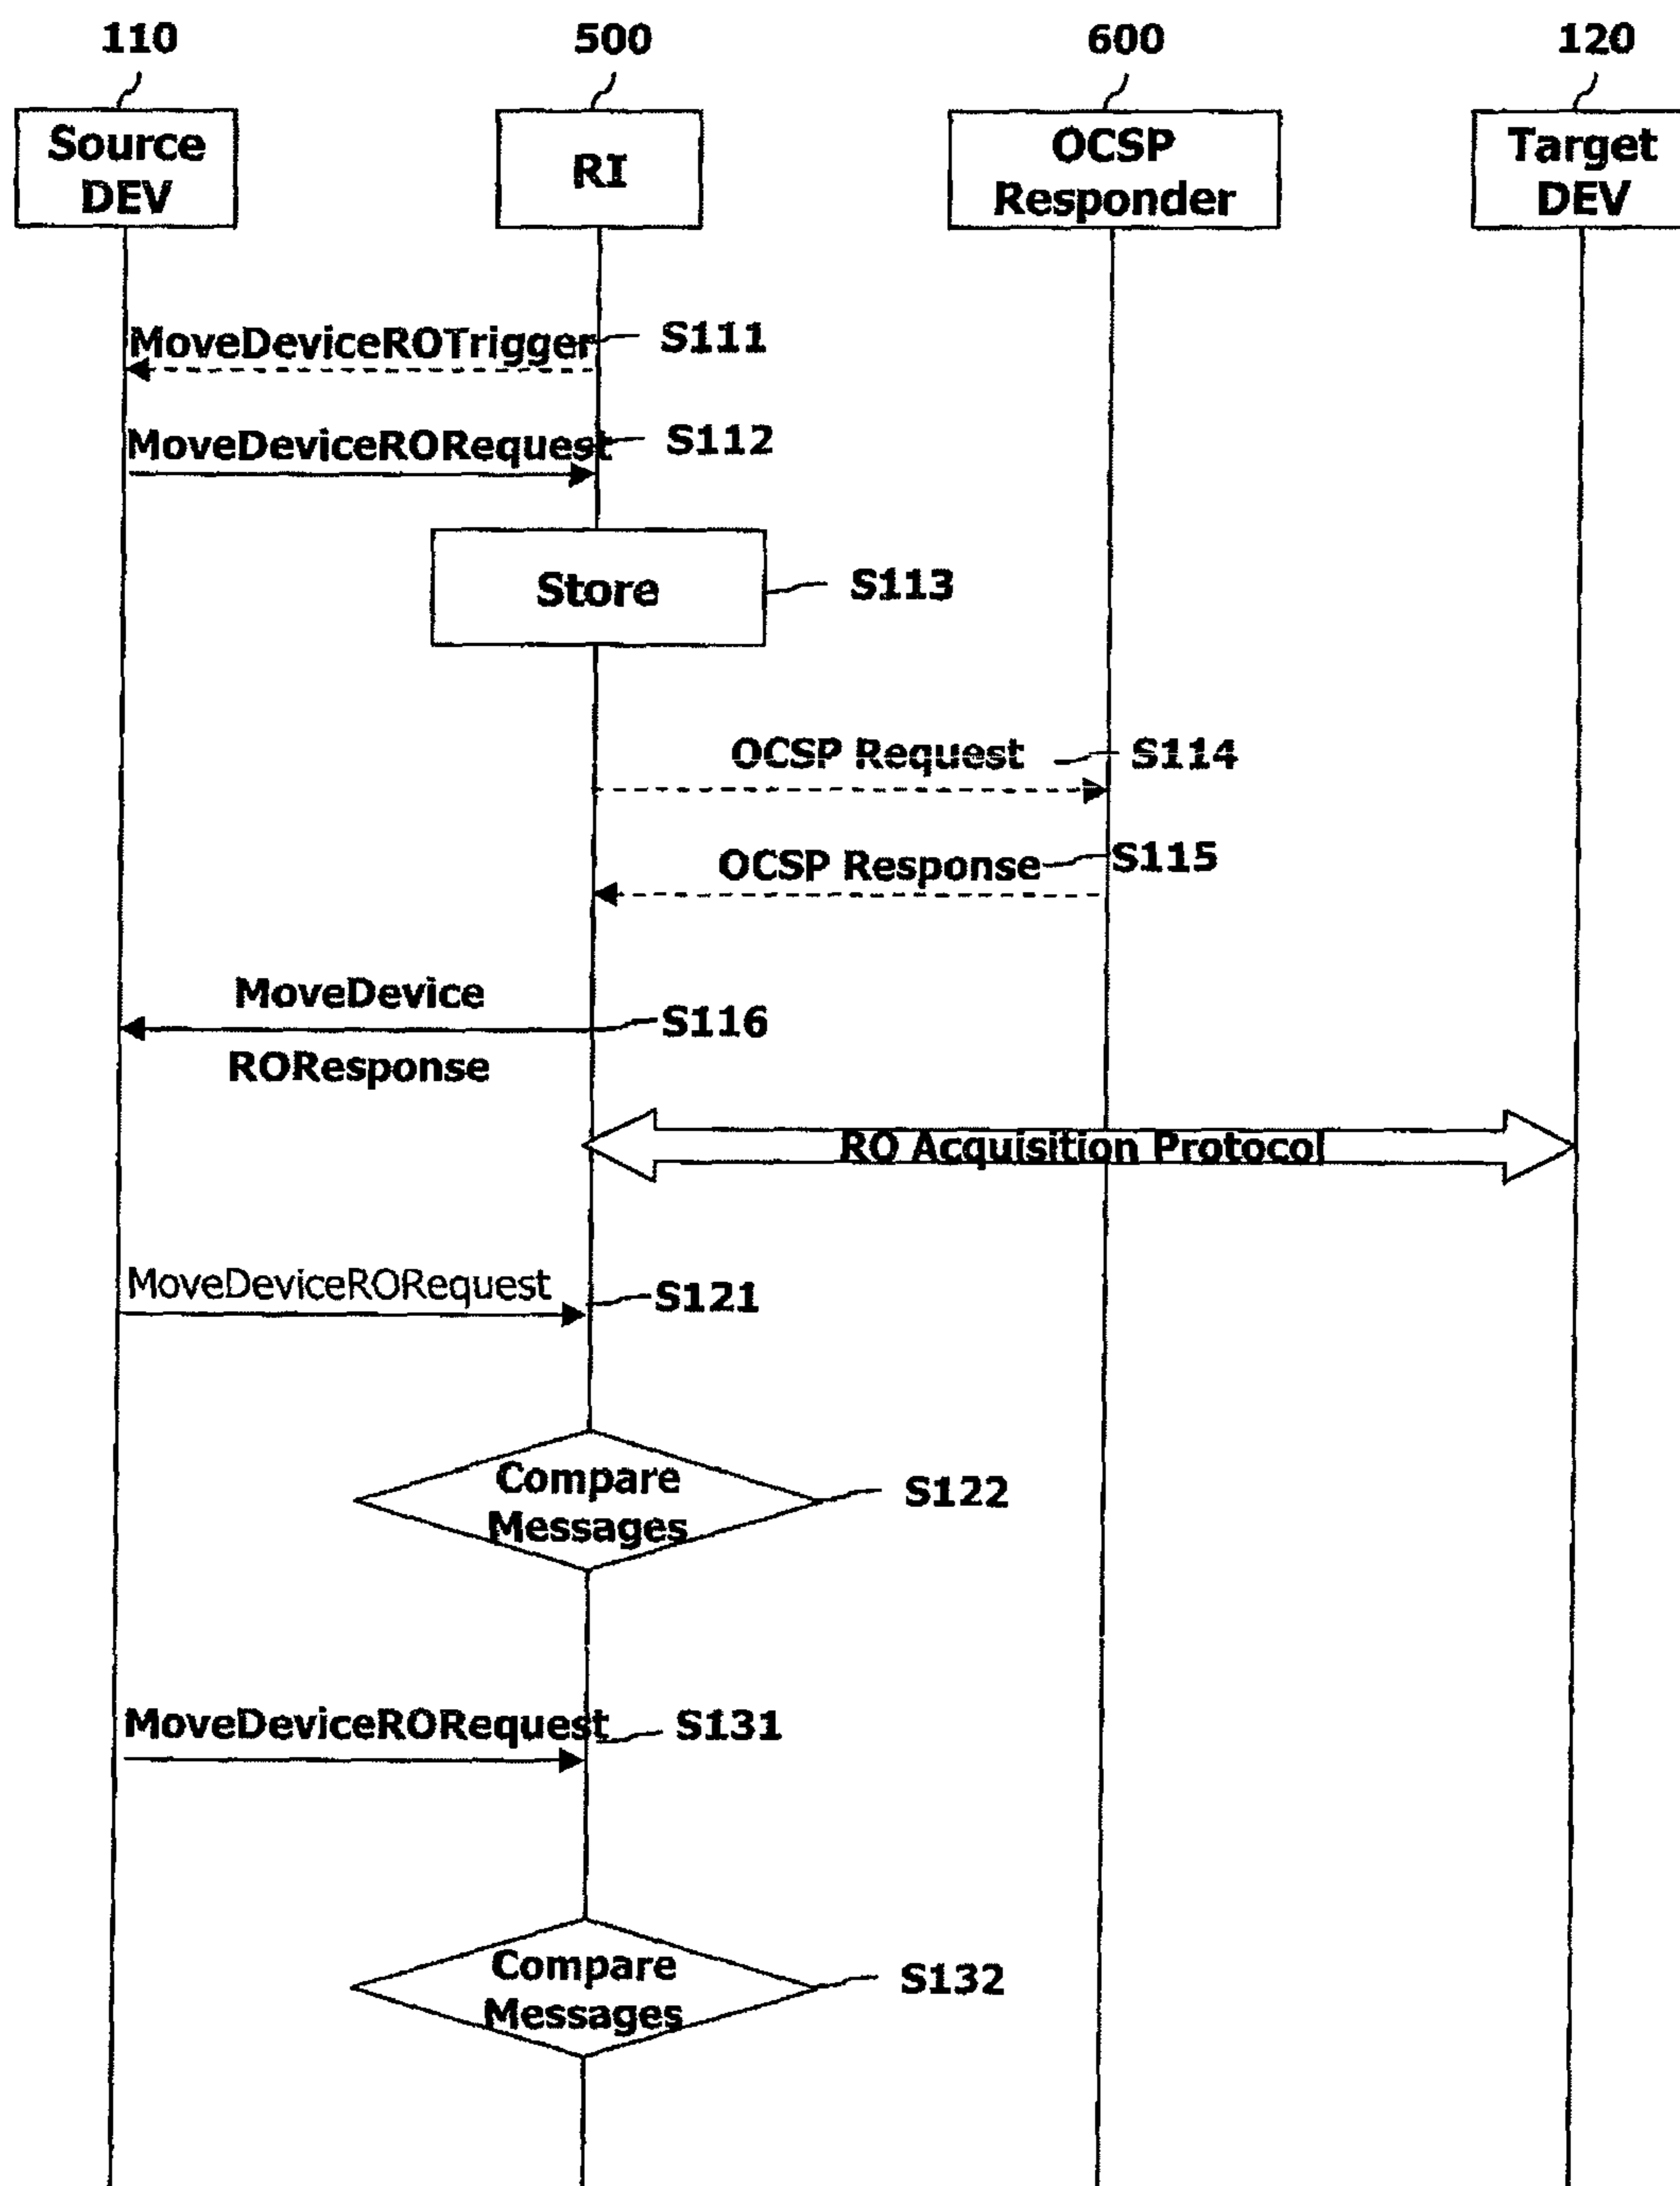 110
500
600
120
Source
DEV
RI
OCSP
Responder
Target
DEV
MoveDeviceROTrigger
S111
MoveDeviceRORequest
S112
Store
S113
OCSP Request
S114
OCSP Response
S115
MoveDevice
S116
ROResponse
RO Acquisition Protocol
MoveDeviceRORequest
S121
Compare
Messages
S122
MoveDeviceRORequest
S131
Compare
Messages
S132